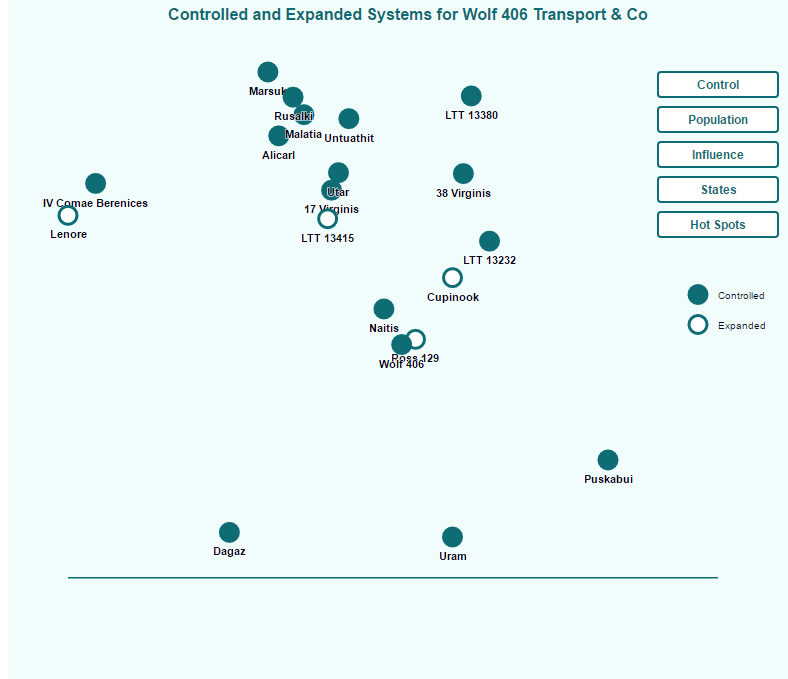 Controlled and Expanded Systems for Wolf 406 Transport & Co
Marsuk
Rusalki
Malatia
Untuathit
Alicarl
LTT 13380
Control
Population
Influence
States
Hot Spots
IV Comae Berenices
Lenore
Utar
17 Virginis
LTT 13415
38 Virginis
LTT 13232
Cupinook
Controlled
Expanded
Naitis
Ross 129
Wolf 406
Puskabui
Dagaz
Uram